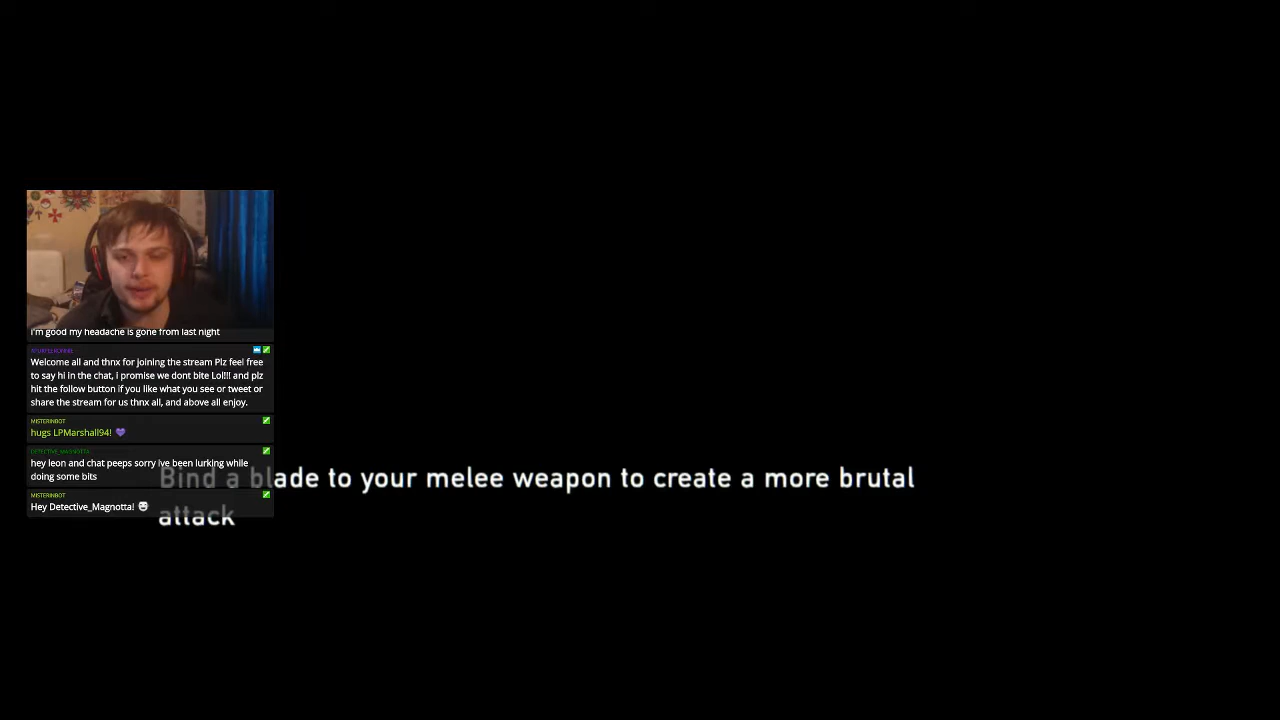 i'm good my headache is gone from last night
Welcome all and thnx for joining the stream Plz feel free
to say hi in the chat, i promise we dont bite Lol!!! and plz
hit the follow button if you like what you see or tweet or
share the stream for us thnx all, and above all enjoy.
MISTERINBOT
hugs LPMarshall94! 💜
DETECTIVE_MAGNOTTA
hey leon and chat peeps sorry ive been lurking while
doing some bits
MISTERINBOT
Hey Detective_Magnotta!
Bind a blade to your melee weapon to create a more brutal
attack